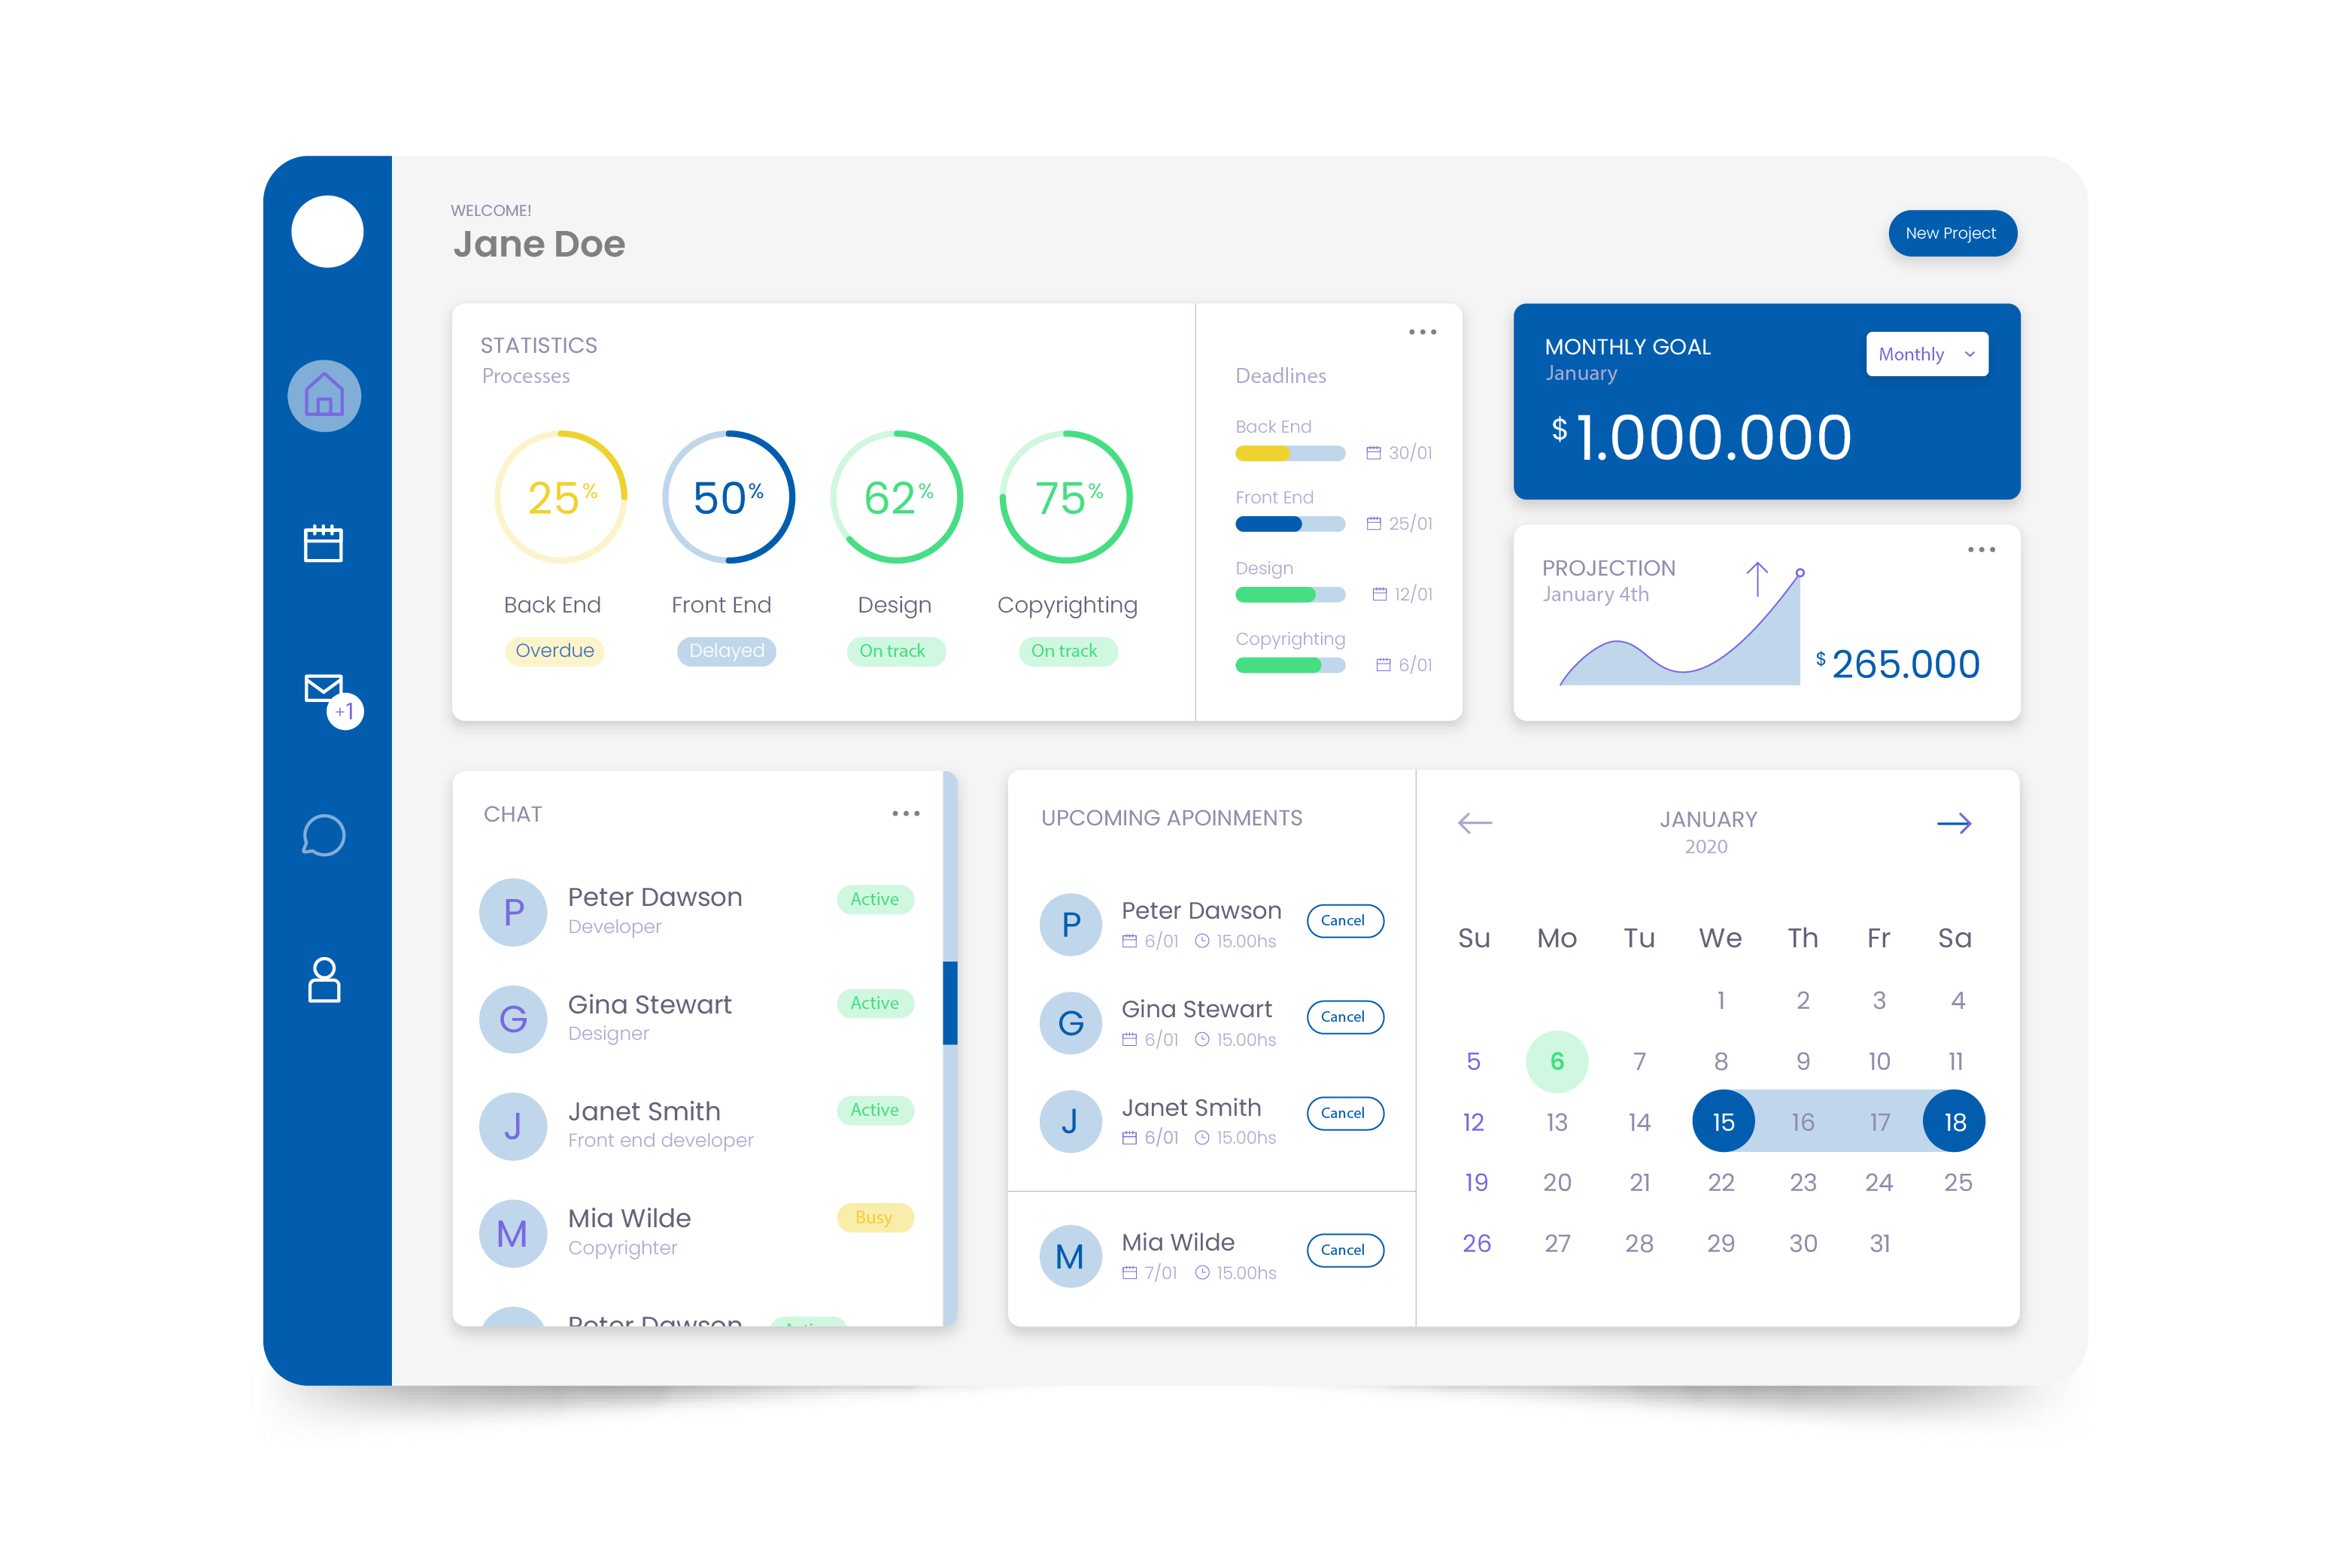 WELCOME!
Jane Doe
New Project
+1
STATISTICS
Processes
25%
50%
62%
75%
Back End
Front End
Design
Copyrighting
Overdue
Delayed
On track
On track
Deadlines
Back End
30/01
Front End
25/01
Design
12/01
Copyrighting
6/01
MONTHLY GOAL
January
Monthly
$1.000.000
PROJECTION
January 4th
$265.000
CHAT
P
Peter Dawson
Developer
Active
G
Gina Stewart
Designer
Active
J
Janet Smith
Front end developer
Active
M
Mia Wilde
Copyrighter
Busy
Peter Dawson
Active
UPCOMING APOINMENTS
P
Peter Dawson
6/01 15.00hs
Cancel
G
Gina Stewart
6/01 15.00hs
Cancel
J
Janet Smith
6/01 15.00hs
Cancel
M
Mia Wilde
7/01 15.00hs
Cancel
JANUARY
2020
Su Mo Tu We Th Fr Sa
1 2 3 4
5 6 7 8 9 10 11
12 13 14 15 16 17 18
19 20 21 22 23 24 25
26 27 28 29 30 31